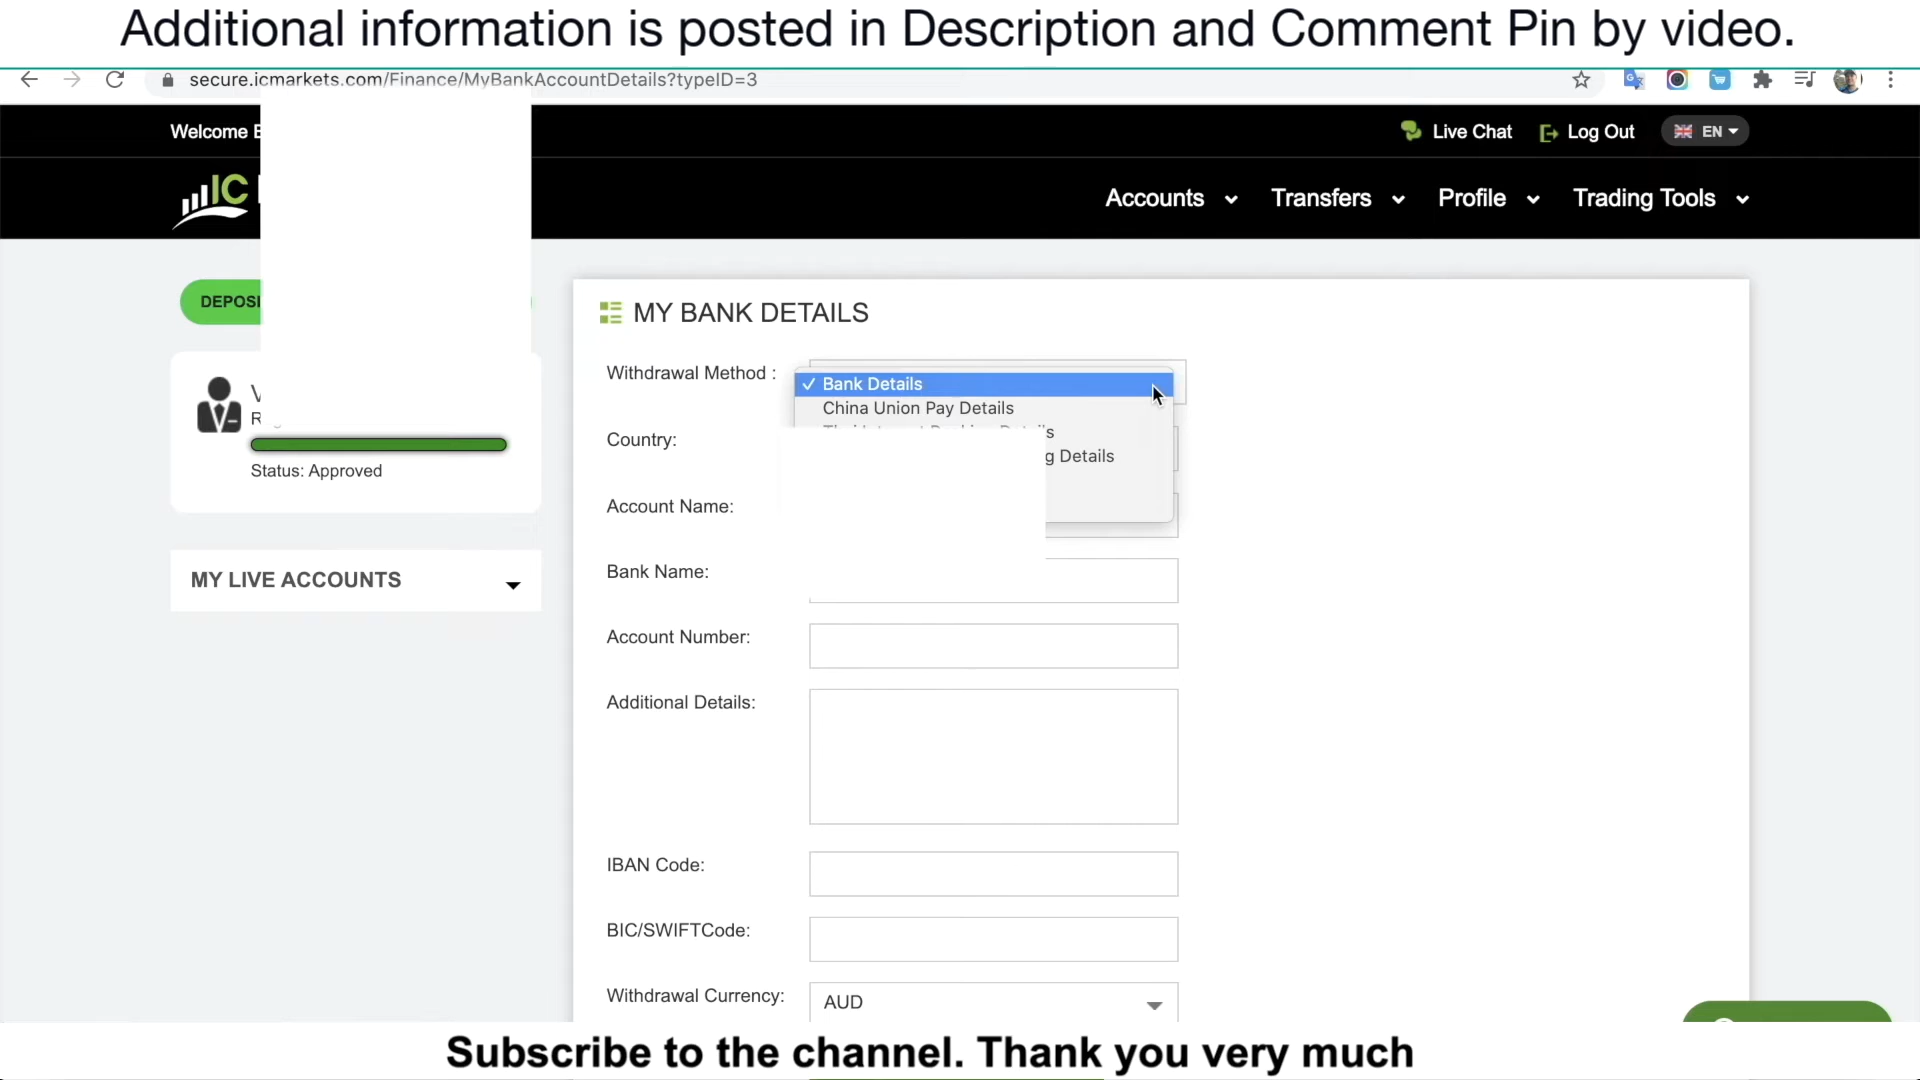 Additional information is posted in Description and Comment Pin by video.
secure.icmarkets.com/Finance/MyBankAccountDetails?typeID=3
Welcome
Live Chat
Log Out
EN
IC
Accounts
Transfers
Profile
Trading Tools
MY BANK DETAILS
Withdrawal Method :
Bank Details
China Union Pay Details
Details
Country:
Account Name:
Bank Name:
Account Number:
Additional Details:
IBAN Code:
BIC/SWIFTCode:
Withdrawal Currency:
AUD
Status: Approved
MY LIVE ACCOUNTS
Subscribe to the channel. Thank you very much